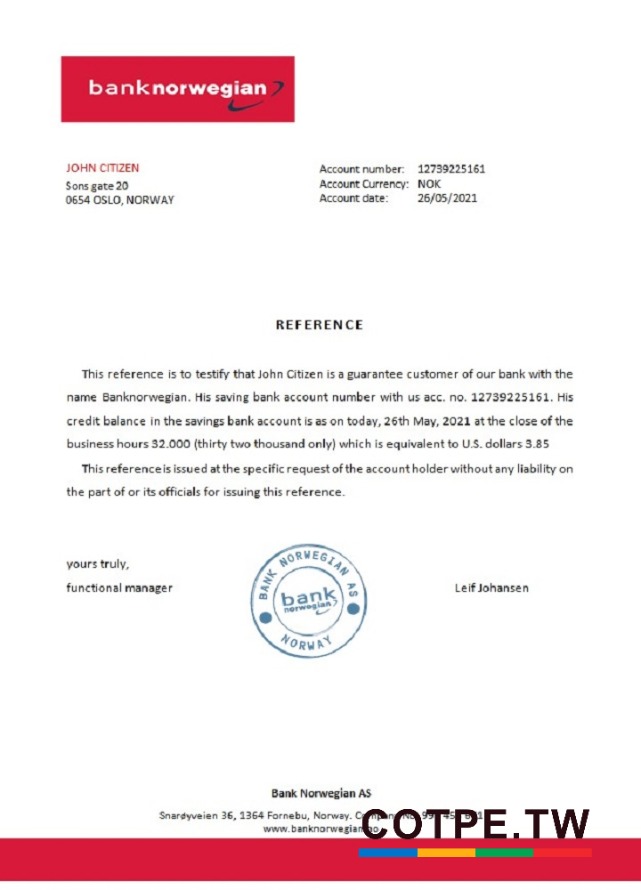 banknorwegian
JOHN CITIZEN
Sons gate 20
0654 OSLO, NORWAY
Account number: 12739225161
Account Currency: NOK
Account date: 26/05/2021
REFERENCE
This reference is to testify that John Citizen is a guarantee customer of our bank with the
name Banknorwegian. His saving bank account number with us acc. no. 12739225161. His
credit balance in the savings bank account is as on today, 26th May, 2021 at the close of the
business hours 32.000 (thirty two thousand only) which is equivalent to U.S. dollars 3.85
This reference is issued at the specific request of the account holder without any liability on
the part of or its officials for issuing this reference.
yours truly,
functional manager
BANK NORWEGIAN AS
bank
norwegian
NORWAY
Leif Johansen
Bank Norwegian AS
Snarøyveien 36, 1364 Fornebu, Norway.
www.banknorwegian
COTPE.TW